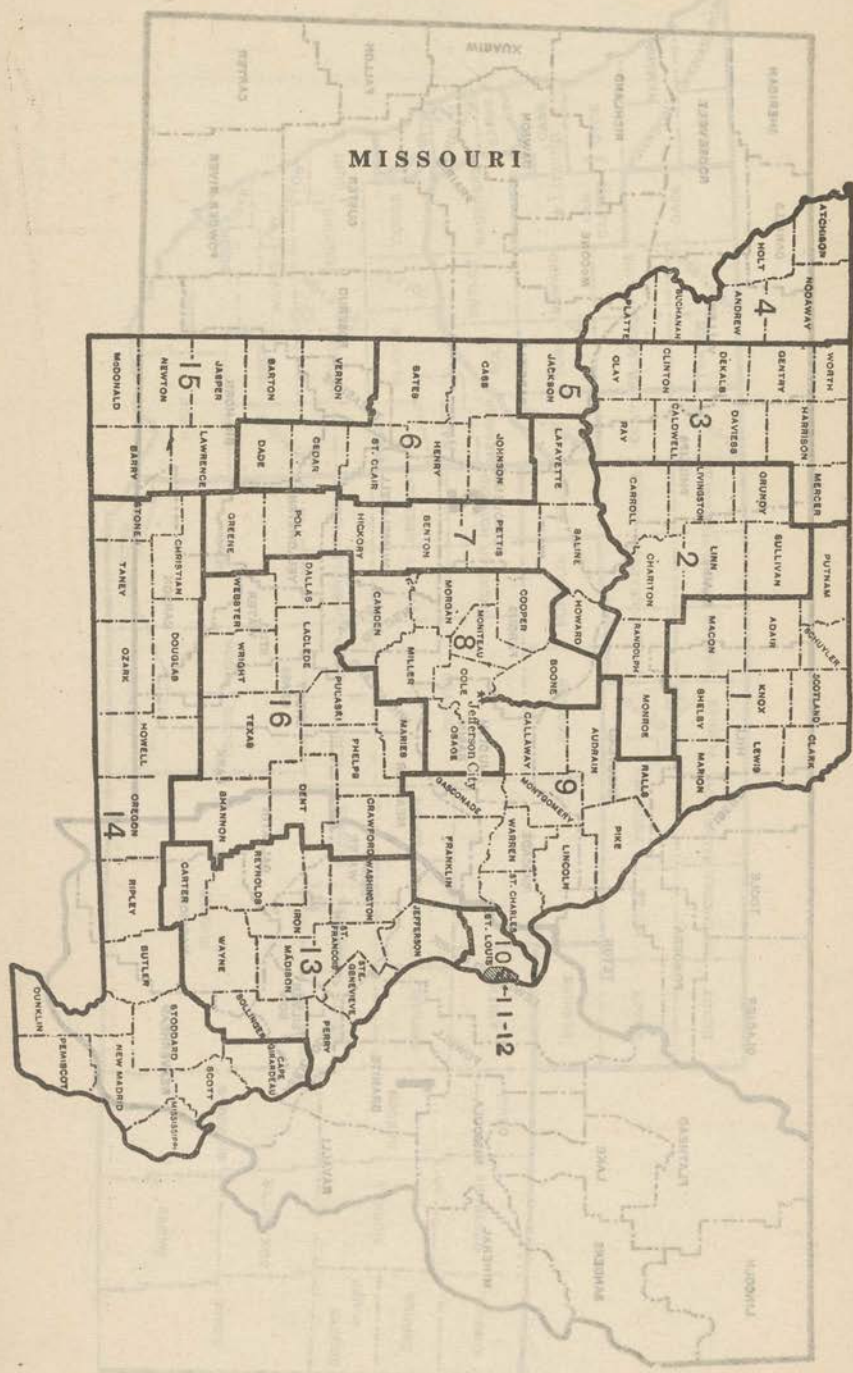 MISSOURI
ATCHISON
NODAWAY
WORTH
HARRISON
MERCER
PUTNAM
SCHUYLER
SCOTLAND
CLARK
HOLT
4
ANDREW
GENTRY
DEKALB
DAVIESS
3
GRUNDY
SULLIVAN
ADAIR
KNOX
1
LEWIS
BUCHANAN
CLINTON
CALDWELL
LIVINGSTON
LINN
2
MACON
SHELBY
MARION
PLATTE
CLAY
RAY
CARROLL
CHARITON
RANDOLPH
MONROE
RALLS
5
JACKSON
LAFAYETTE
SALINE
HOWARD
BOONE
AUDRAIN
PIKE
CASS
JOHNSON
PETTIS
COOPER
MONITEAU
8
COLE
Jefferson City
CALLAWAY
9
MONTGOMERY
LINCOLN
WARREN
ST. CHARLES
BATES
HENRY
6
BENTON
7
MORGAN
MILLER
OSAGE
GASCONADE
FRANKLIN
ST. LOUIS
10
11-12
JEFFERSON
VERNON
ST. CLAIR
HICKORY
CAMDEN
MARIES
PULASKI
PHELPS
CRAWFORD
WASHINGTON
ST. FRANCOIS
STE. GENEVIEVE
BARTON
CEDAR
POLK
DALLAS
LACLEDE
16
DENT
IRON
13
MADISON
PERRY
JASPER
DADE
GREENE
WEBSTER
WRIGHT
TEXAS
SHANNON
REYNOLDS
WAYNE
BOLLINGER
CAPE GIRARDEAU
15
NEWTON
LAWRENCE
CHRISTIAN
DOUGLAS
HOWELL
CARTER
BUTLER
STODDARD
SCOTT
MISSISSIPPI
McDONALD
BARRY
STONE
TANEY
OZARK
OREGON
14
RIPLEY
NEW MADRID
DUNKLIN
PEMISCOT